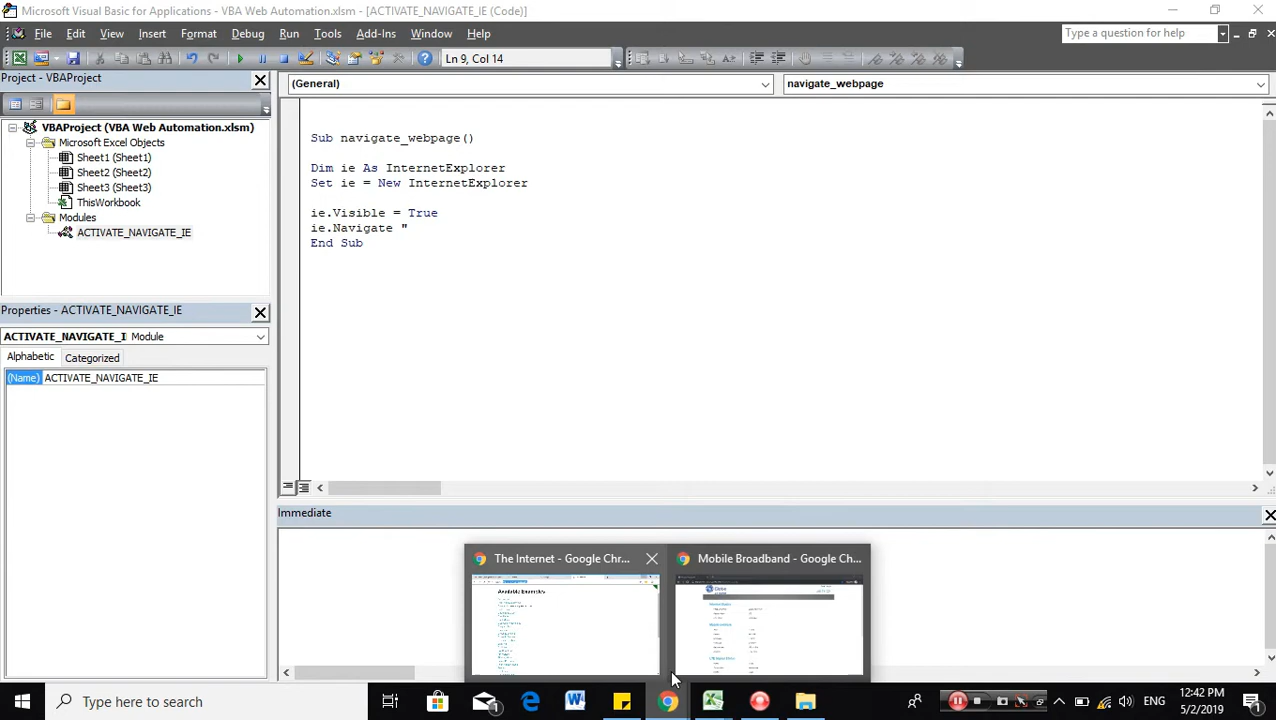 Microsoft Visual Basic for Applications - VBA Web Automation.xlsm - [ACTIVATE_NAVIGATE_IE (Code)]
File Edit View Insert Format Debug Run Tools Add-Ins Window Help
Type a question for help
Ln 9, Col 14
Project - VBAProject
(General)
navigate_webpage
VBAProject (VBA Web Automation.xlsm)
Microsoft Excel Objects
Sheet1 (Sheet1)
Sheet2 (Sheet2)
Sheet3 (Sheet3)
ThisWorkbook
Modules
ACTIVATE_NAVIGATE_IE
Sub navigate_webpage()
Dim ie As InternetExplorer
Set ie = New InternetExplorer
ie.Visible = True
ie.Navigate "
End Sub
Properties - ACTIVATE_NAVIGATE_IE
ACTIVATE_NAVIGATE_I Module
Alphabetic Categorized
(Name) ACTIVATE_NAVIGATE_IE
Immediate
The Internet - Google Chr...
Mobile Broadband - Google Ch...
Available Examples
Type here to search
1
ENG
12:42 PM
5/2/2019
1